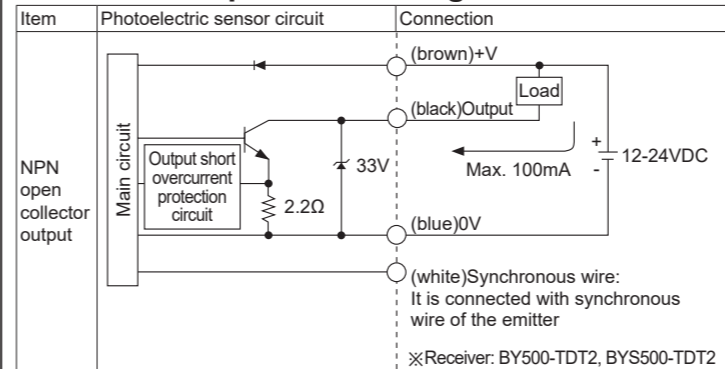 Item
Photoelectric sensor circuit
Connection
NPN
open
collector
output
Main circuit
Output short
overcurrent
protection
circuit
2.2Ω
33V
(brown)+V
Load
(black)Output
Max. 100mA
+
-
12-24VDC
(blue)0V
(white)Synchronous wire:
It is connected with synchronous
wire of the emitter
※Receiver: BY500-TDT2, BYS500-TDT2